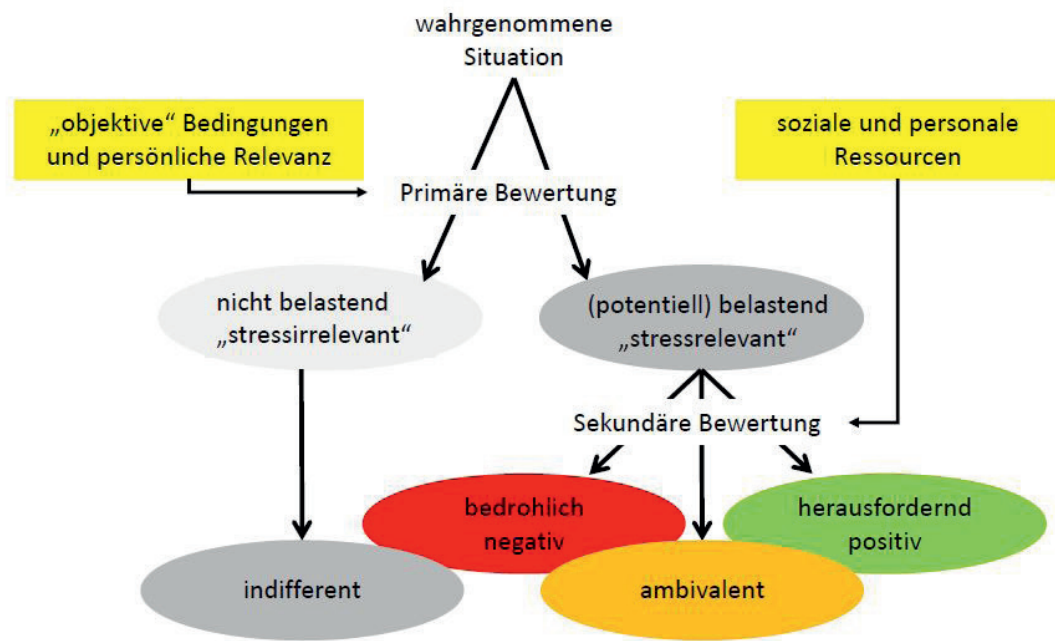 wahrgenommene
Situation
„objektive“ Bedingungen
und persönliche Relevanz
soziale und personale
Ressourcen
Primäre Bewertung
nicht belastend
„stressirrelevant“
(potentiell) belastend
„stressrelevant“
Sekundäre Bewertung
bedrohlich
negativ
herausfordernd
positiv
indifferent
ambivalent